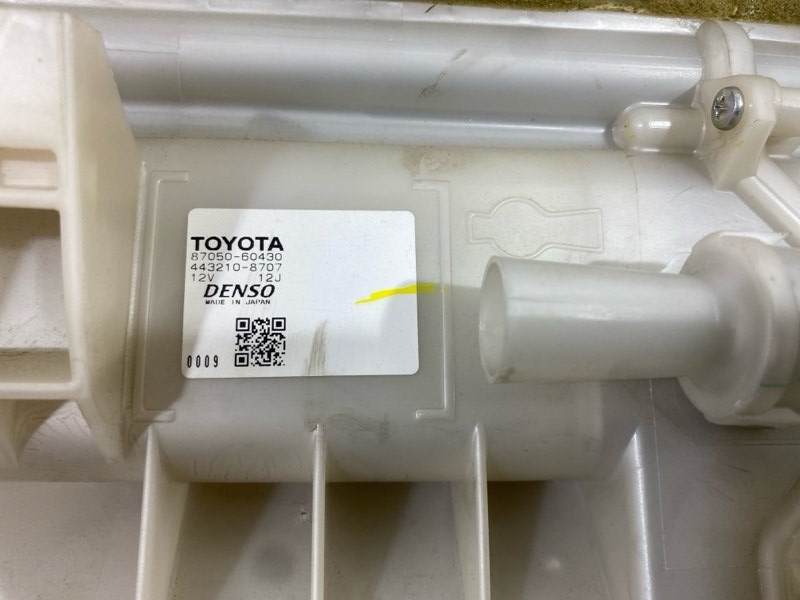 TOYOTA
87050-60430
443210-8707
12V 12J
DENSO
MADE IN JAPAN
0009